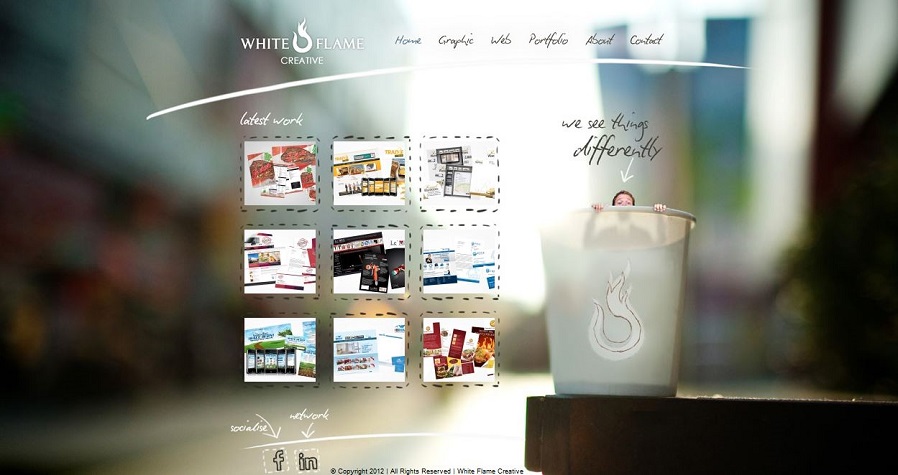 WHITE FLAME
CREATIVE
Home Graphic Web Portfolio About Contact
latest work
we see things
differently
socialise
network
f in
© Copyright 2012 | All Rights Reserved | White Flame Creative